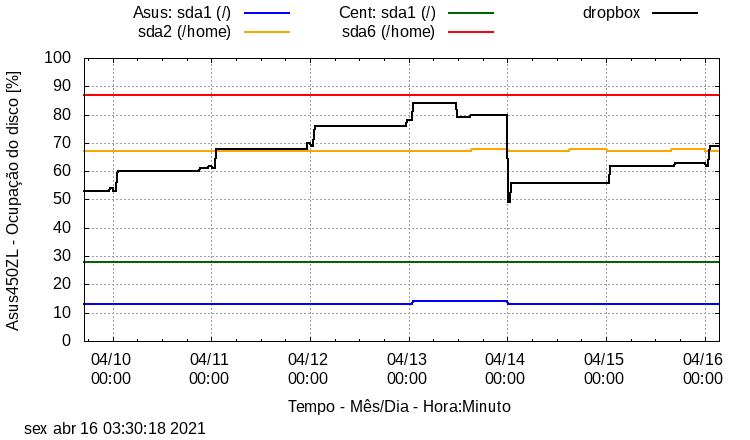 Asus: sda1 (/) Cent: sda1 (/) dropbox
sda2 (/home) sda6 (/home)
100
90
80
70
60
50
40
30
20
10
0
Asus450ZL - Ocupação do disco [%]
04/10 04/11 04/12 04/13 04/14 04/15 04/16
00:00 00:00 00:00 00:00 00:00 00:00 00:00
Tempo - Mês/Dia - Hora:Minuto
sex abr 16 03:30:18 2021